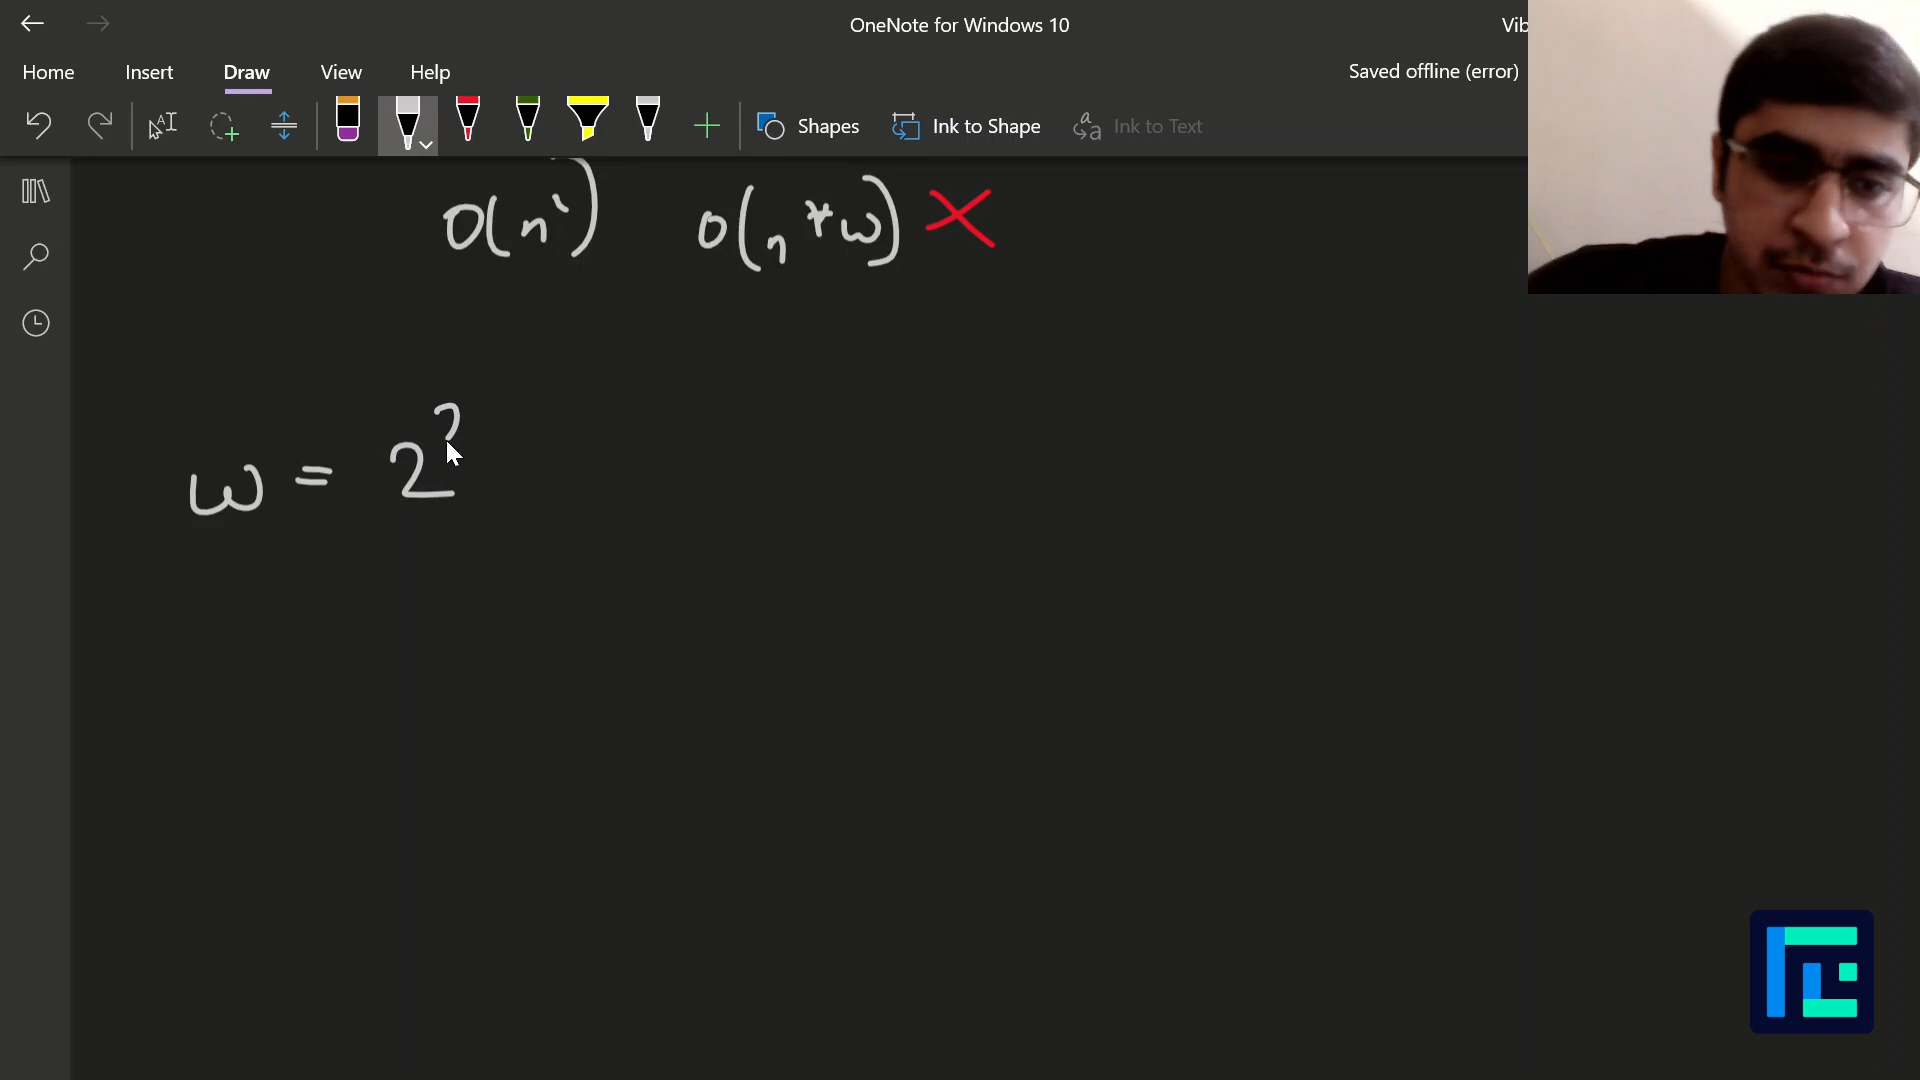 OneNote for Windows 10
Vib
Home Insert Draw View Help
Saved offline (error)
Shapes Ink to Shape Ink to Text
O(n`) O(n*w)
w = 2^?